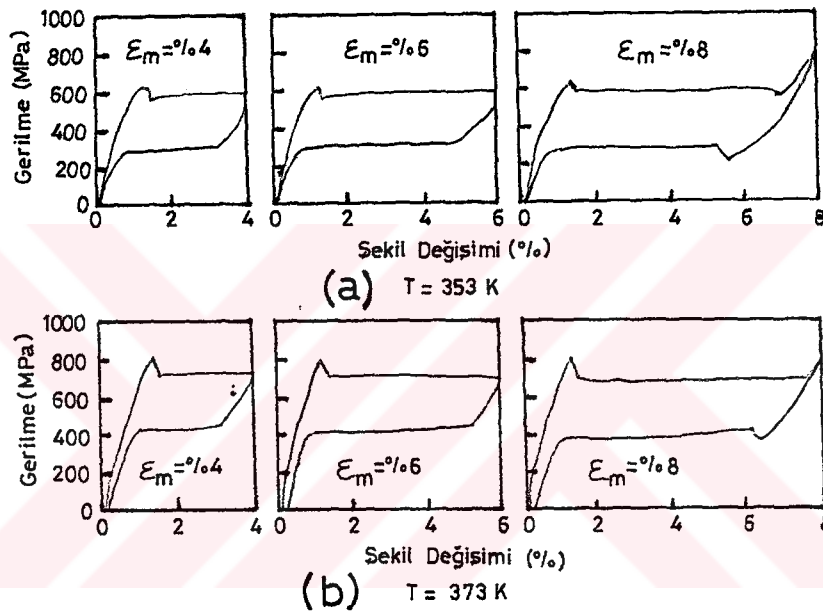 1000
800
600
400
200
0
Gerilme (MPa)
εm=%4
εm=%6
εm=%8
0 2 4
0 2 4 6
0 2 4 6 8
Şekil Değişimi (%)
(a) T = 353 K
1000
800
600
400
200
0
Gerilme (MPa)
εm=%4
εm=%6
εm=%8
0 2 4
0 2 4 6
0 2 4 6 8
Şekil Değişimi (%)
(b) T = 373 K